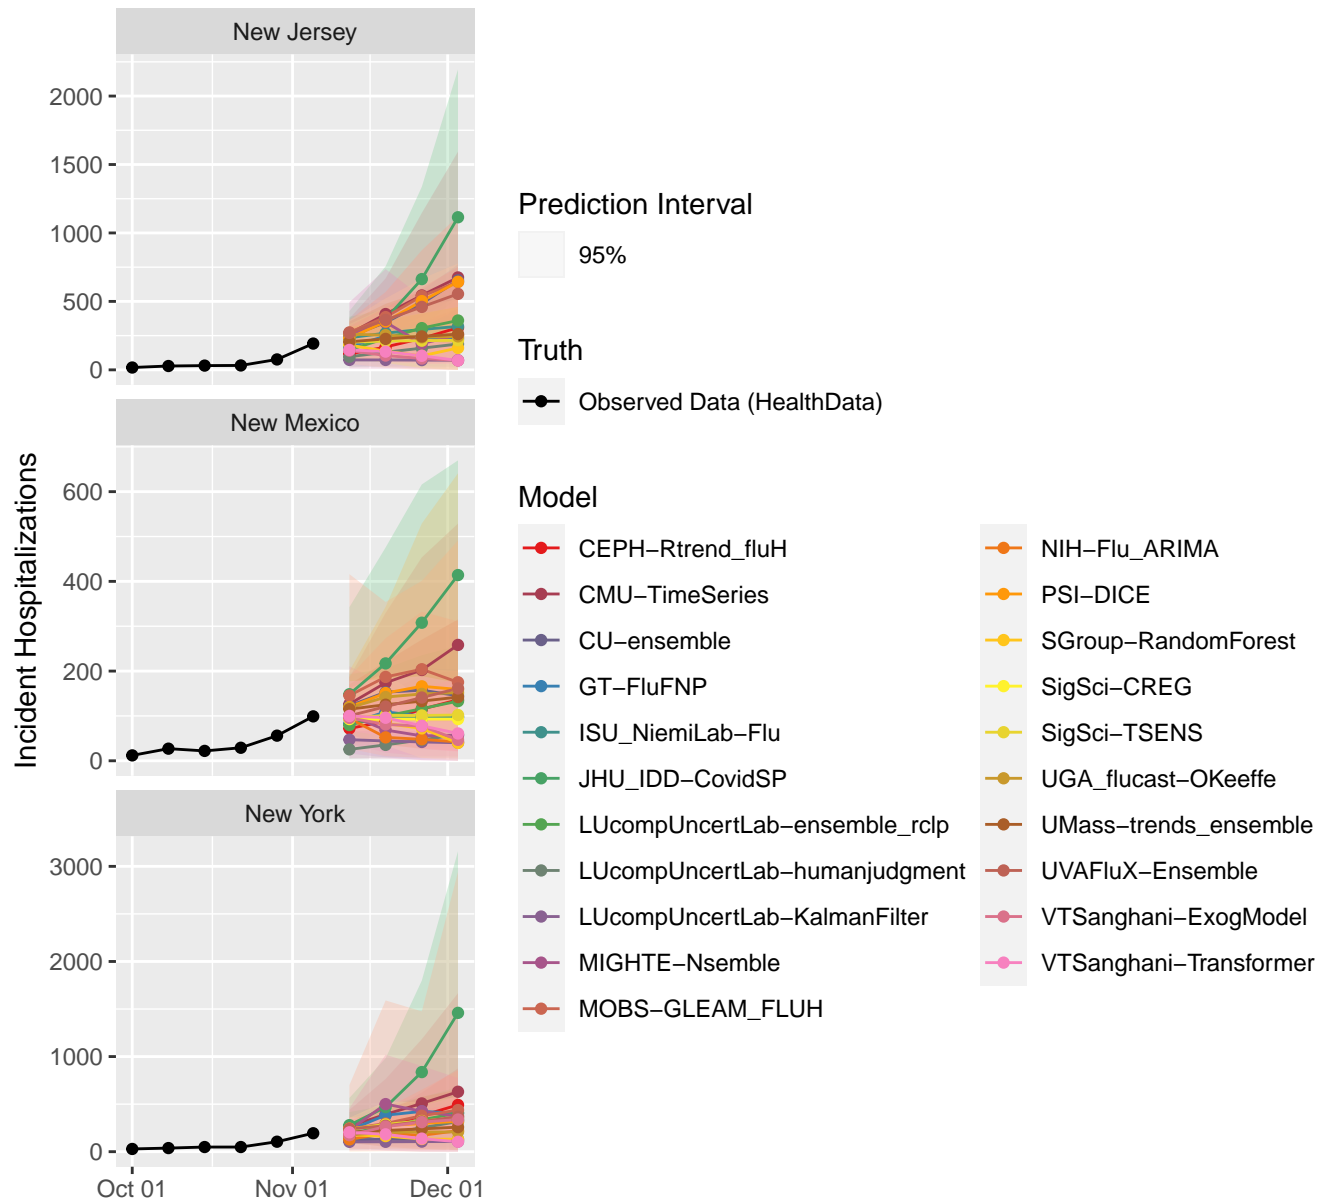 New Jersey
2000
1500
1000
500
0
New Mexico
600
400
200
0
New York
3000
2000
1000
0
Oct 01
Nov 01
Dec 01
Incident Hospitalizations
Prediction Interval
95%
Truth
Observed Data (HealthData)
Model
CEPH−Rtrend_fluH
CMU−TimeSeries
CU−ensemble
GT−FluFNP
ISU_NiemiLab−Flu
JHU_IDD−CovidSP
LUcompUncertLab−ensemble_rclp
LUcompUncertLab−humanjudgment
LUcompUncertLab−KalmanFilter
MIGHTE−Nsemble
MOBS−GLEAM_FLUH
NIH−Flu_ARIMA
PSI−DICE
SGroup−RandomForest
SigSci−CREG
SigSci−TSENS
UGA_flucast−OKeeffe
UMass−trends_ensemble
UVAFluX−Ensemble
VTSanghani−ExogModel
VTSanghani−Transformer